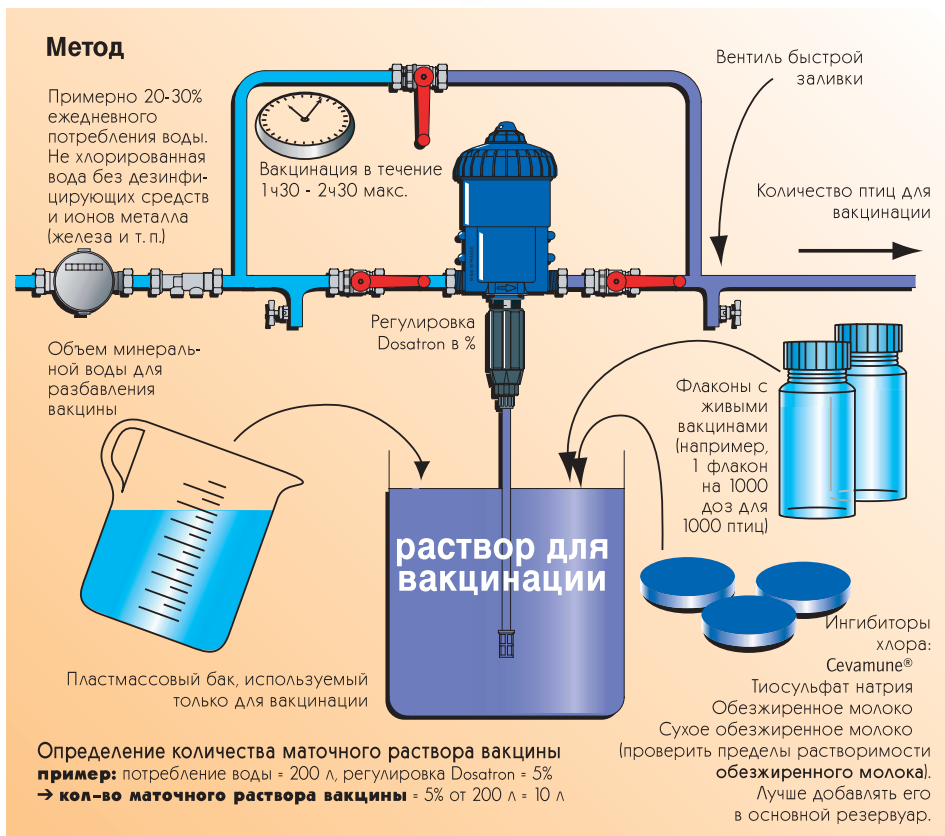 Метод
Примерно 20-30%
ежедневного
потребления воды.
Не хлорированная
вода без дезинфи-
цирующих средств
и ионов металла
(железа и т. п.)
Вакцинация в течение
1ч30 - 2ч30 макс.
Вентиль быстрой
заливки
Количество птиц для
вакцинации
Регулировка
Dosatron в %
Объем минераль-
ной воды для
разбавления
вакцины
Флаконы с
живыми
вакцинами
(например,
1 флакон
на 1000
доз для
1000 птиц)
раствор для
вакцинации
Ингибиторы
хлора:
Cevamune®
Тиосульфат натрия
Обезжиренное молоко
Сухое обезжиренное молоко
(проверить пределы растворимости
обезжиренного молока).
Лучше добавлять его
в основной резервуар.
Пластмассовый бак, используемый
только для вакцинации
Определение количества маточного раствора вакцины
пример: потребление воды = 200 л, регулировка Dosatron = 5%
→ кол-во маточного раствора вакцины = 5% от 200 л = 10 л